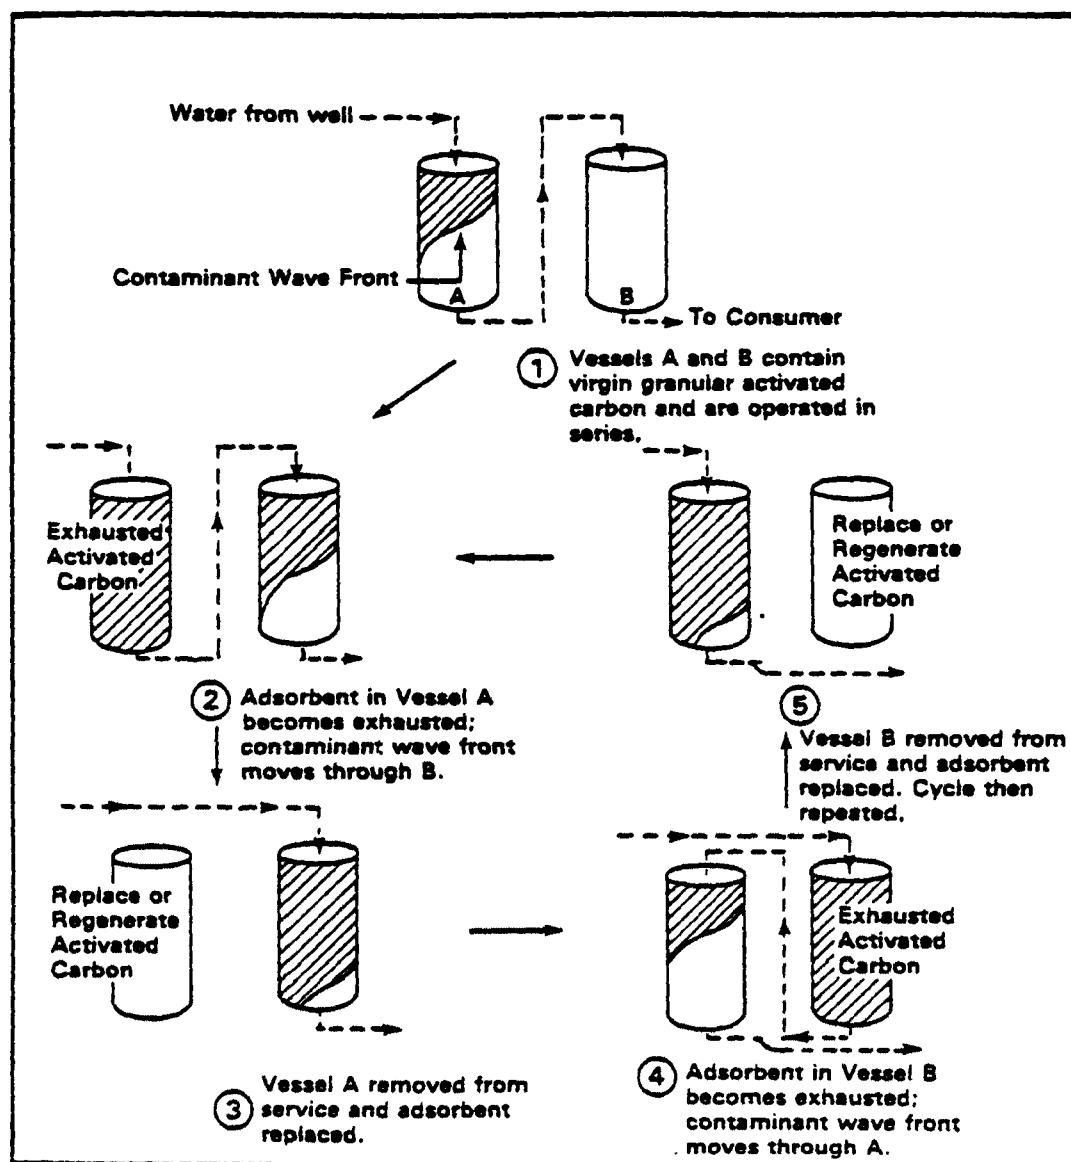 Water from well
Contaminant Wave Front
A
B
To Consumer
1 Vessels A and B contain
virgin granular activated
carbon and are operated in
series.
Exhausted
Activated
Carbon
2 Adsorbent in Vessel A
becomes exhausted;
contaminant wave front
moves through B.
Replace or
Regenerate
Activated
Carbon
3 Vessel A removed from
service and adsorbent
replaced.
Exhausted
Activated
Carbon
4 Adsorbent in Vessel B
becomes exhausted;
contaminant wave front
moves through A.
Replace or
Regenerate
Activated
Carbon
5
Vessel B removed from
service and adsorbent
replaced. Cycle then
repeated.